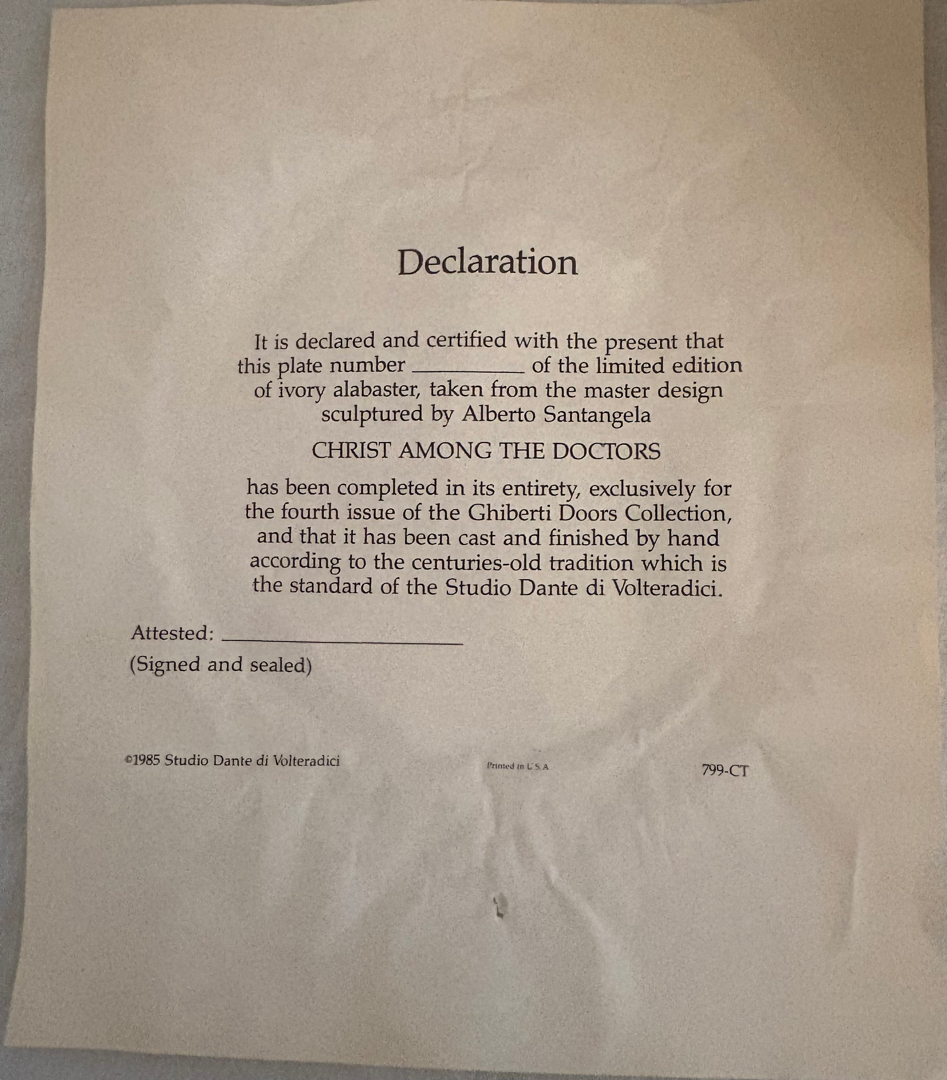 Declaration
It is declared and certified with the present that
this plate number __________ of the limited edition
of ivory alabaster, taken from the master design
sculptured by Alberto Santangela
CHRIST AMONG THE DOCTORS
has been completed in its entirety, exclusively for
the fourth issue of the Ghiberti Doors Collection,
and that it has been cast and finished by hand
according to the centuries-old tradition which is
the standard of the Studio Dante di Volteradici.
Attested: ____________________
(Signed and sealed)
©1985 Studio Dante di Volteradici
Printed in U.S.A.
799-CT